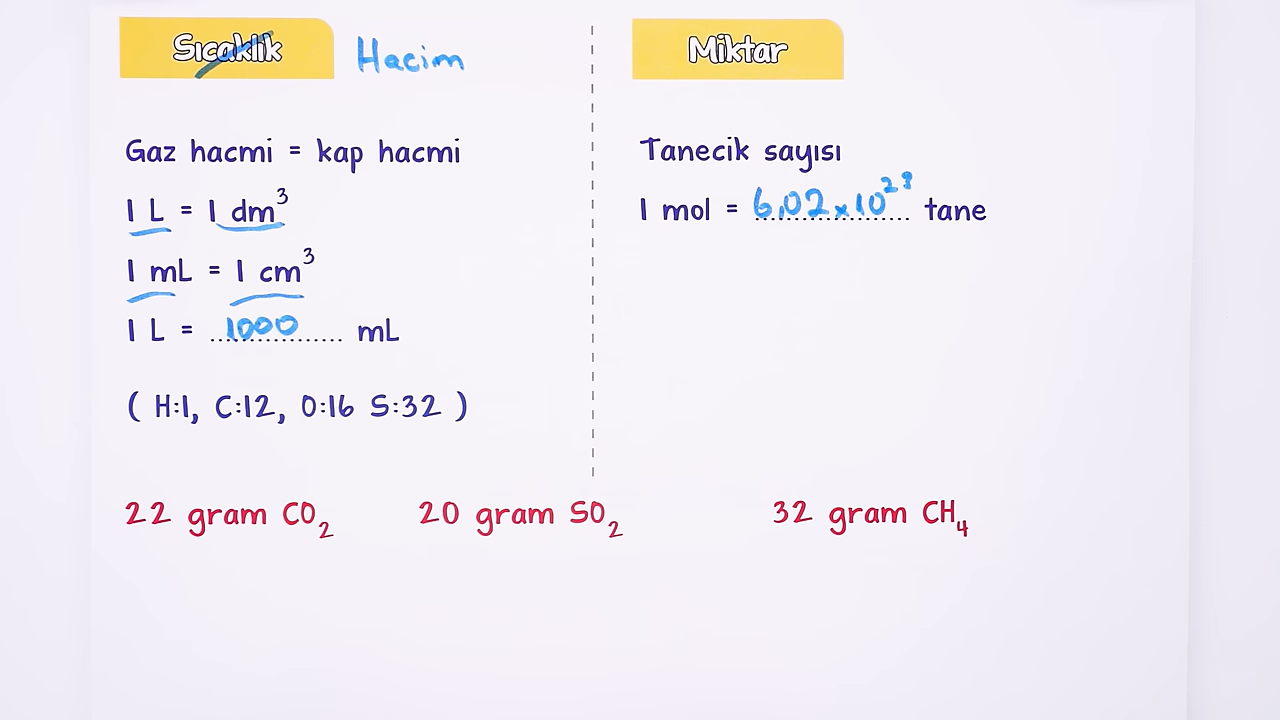 Sıcaklık Hacim
Gaz hacmi = kap hacmi
1 L = 1 dm³
1 mL = 1 cm³
1 L = 1000 mL
( H:1, C:12, O:16 S:32 )
Miktar
Tanecik sayısı
1 mol = 6,02x10²³ tane
22 gram CO₂ 20 gram SO₂ 32 gram CH₄